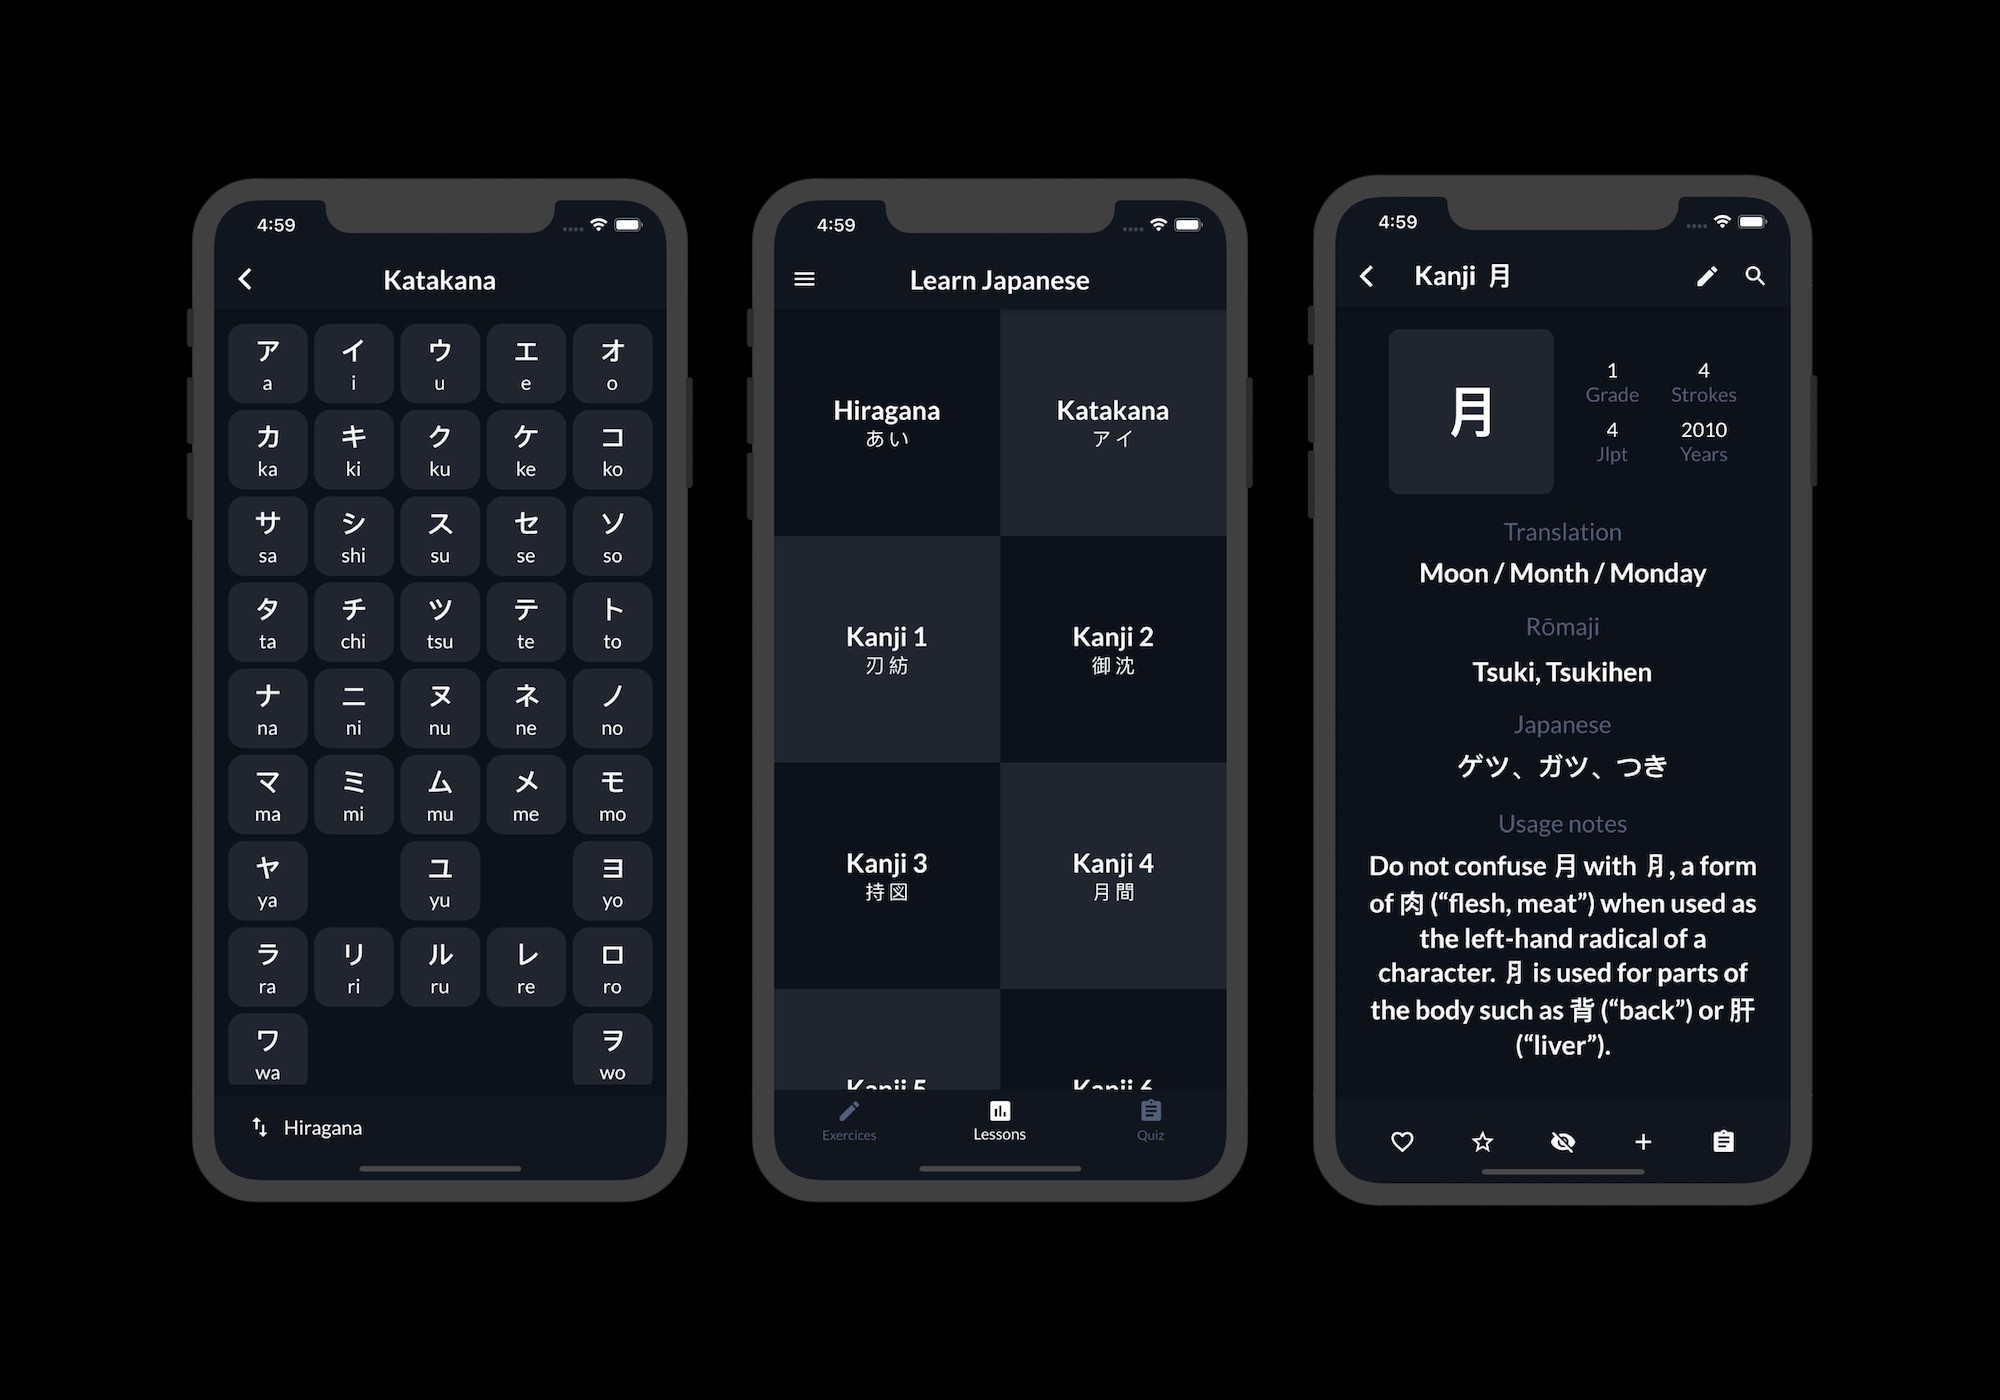 4:59
Katakana
ア イ ウ エ オ
a i u e o
カ キ ク ケ コ
ka ki ku ke ko
サ シ ス セ ソ
sa shi su se so
タ チ ツ テ ト
ta chi tsu te to
ナ ニ ヌ ネ ノ
na ni nu ne no
マ ミ ム メ モ
ma mi mu me mo
ヤ ユ ヨ
ya yu yo
ラ リ ル レ ロ
ra ri ru re ro
ワ ヲ
wa wo
Hiragana
4:59
Learn Japanese
Hiragana Katakana
あい アイ
Kanji 1 Kanji 2
刃紡 御沈
Kanji 3 Kanji 4
持図 月間
Kanji 5 Kanji 6
Exercices Lessons Quiz
4:59
Kanji 月
月
1 4
Grade Strokes
4 2010
Jlpt Years
Translation
Moon / Month / Monday
Rōmaji
Tsuki, Tsukihen
Japanese
ゲツ、ガツ、つき
Usage notes
Do not confuse 月 with 月, a form
of 肉 (“flesh, meat”) when used as
the left-hand radical of a
character. 月 is used for parts of
the body such as 背 (“back”) or 肝
(“liver”).